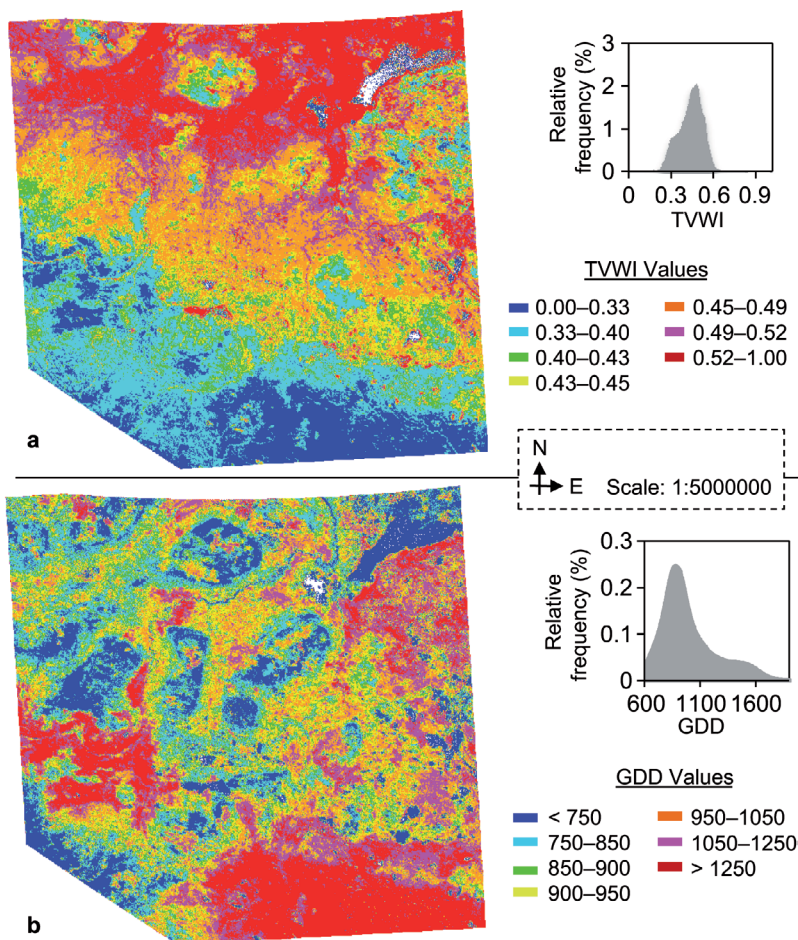 3
2
1
0
Relative
frequency (%)
0 0.3 0.6 0.9
TVWI
TVWI Values
0.00–0.33
0.33–0.40
0.40–0.43
0.43–0.45
0.45–0.49
0.49–0.52
0.52–1.00
a
N
E Scale: 1:5000000
0.3
0.2
0.1
0
Relative
frequency (%)
600 1100 1600
GDD
GDD Values
< 750
750–850
850–900
900–950
950–1050
1050–1250
> 1250
b